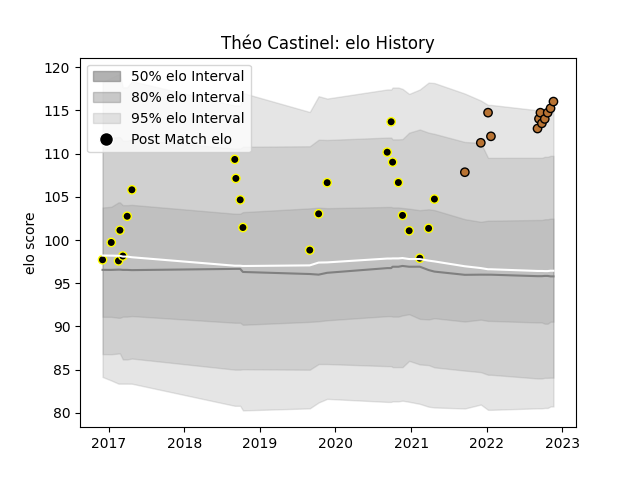 Théo Castinel: elo History
120
115
110
105
100
95
90
85
80
elo score
50% elo Interval
80% elo Interval
95% elo Interval
Post Match elo
2017 2018 2019 2020 2021 2022 2023